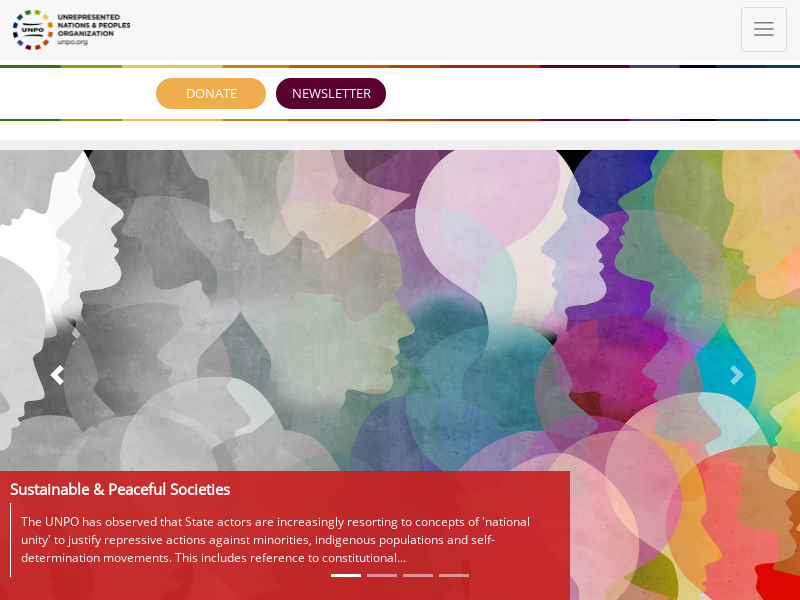 UNPO
UNREPRESENTED
NATIONS & PEOPLES
ORGANIZATION
unpo.org
DONATE
NEWSLETTER
Sustainable & Peaceful Societies
The UNPO has observed that State actors are increasingly resorting to concepts of 'national
unity' to justify repressive actions against minorities, indigenous populations and self-
determination movements. This includes reference to constitutional...